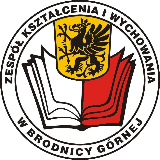 ZESPÓŁ KSZTAŁCENIA I WYCHOWANIA
W BRODNICY GÓRNEJ